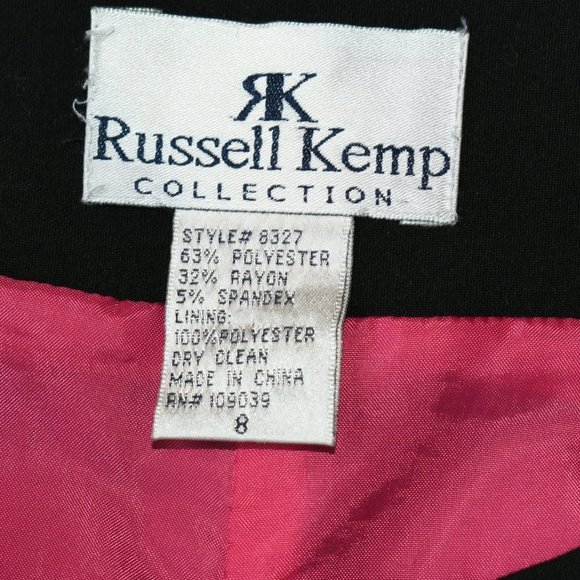 RK
Russell Kemp
COLLECTION
STYLE# 8327
63% POLYESTER
32% RAYON
5% SPANDEX
LINING:
100%POLYESTER
DRY CLEAN
MADE IN CHINA
RN# 109039
8